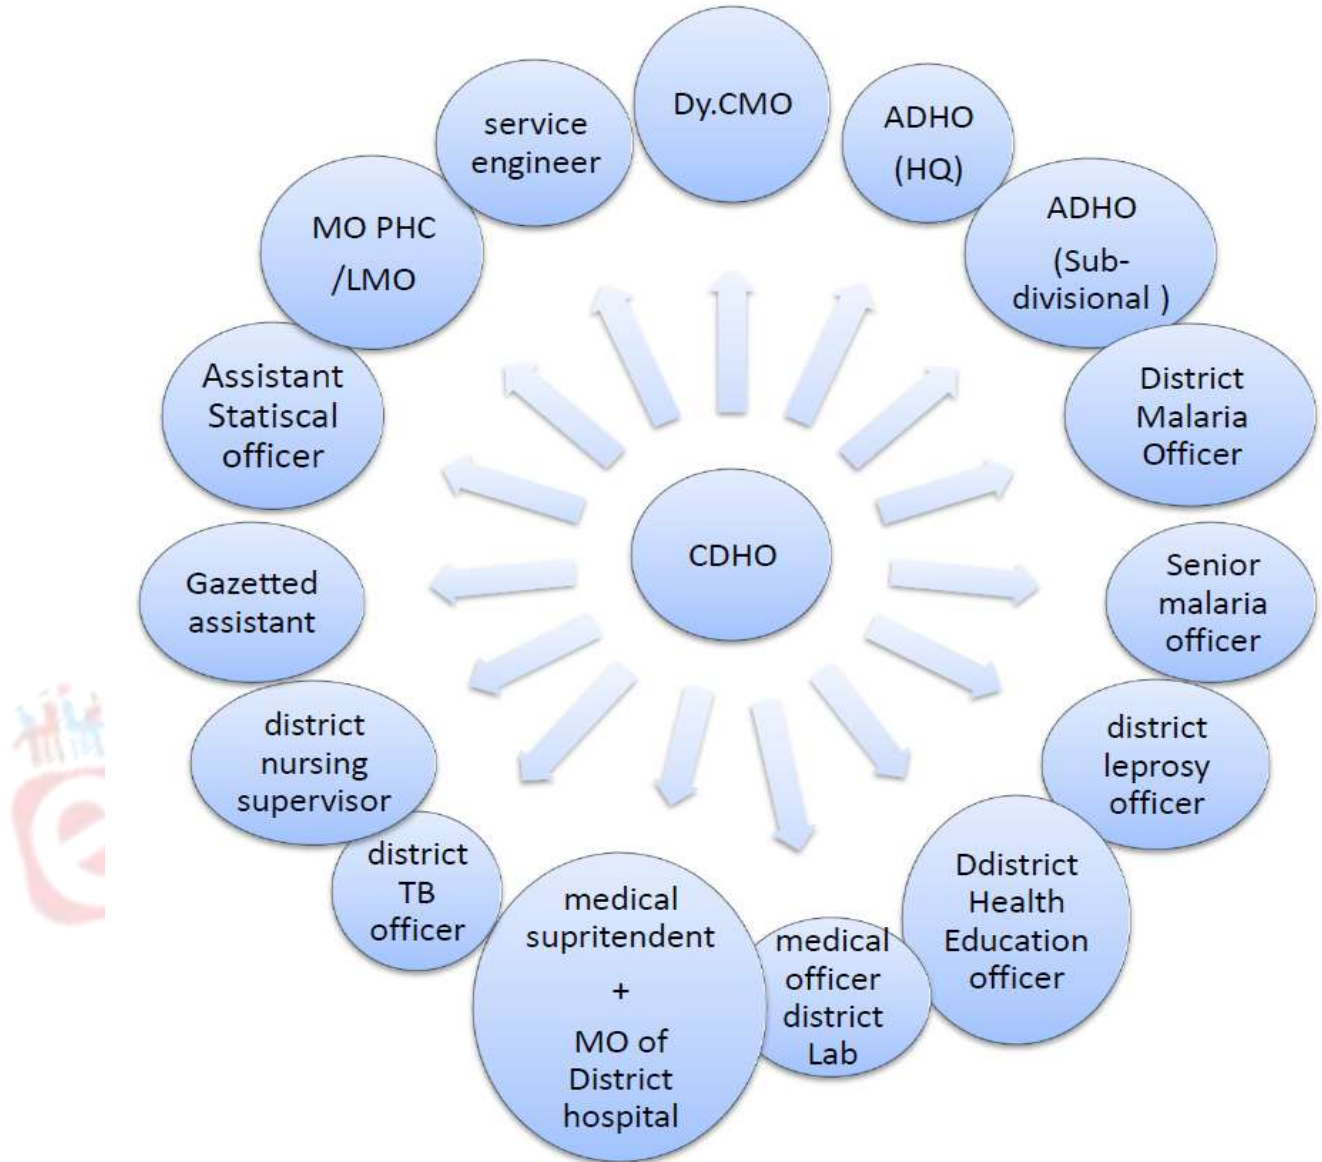 Dy.CMO
ADHO
(HQ)
ADHO
(Sub-
divisional )
District
Malaria
Officer
Senior
malaria
officer
district
leprosy
officer
Ddistrict
Health
Education
officer
medical
officer
district
Lab
medical
supritendent
+
MO of
District
hospital
district
TB
officer
district
nursing
supervisor
Gazetted
assistant
Assistant
Statiscal
officer
MO PHC
/LMO
service
engineer
CDHO